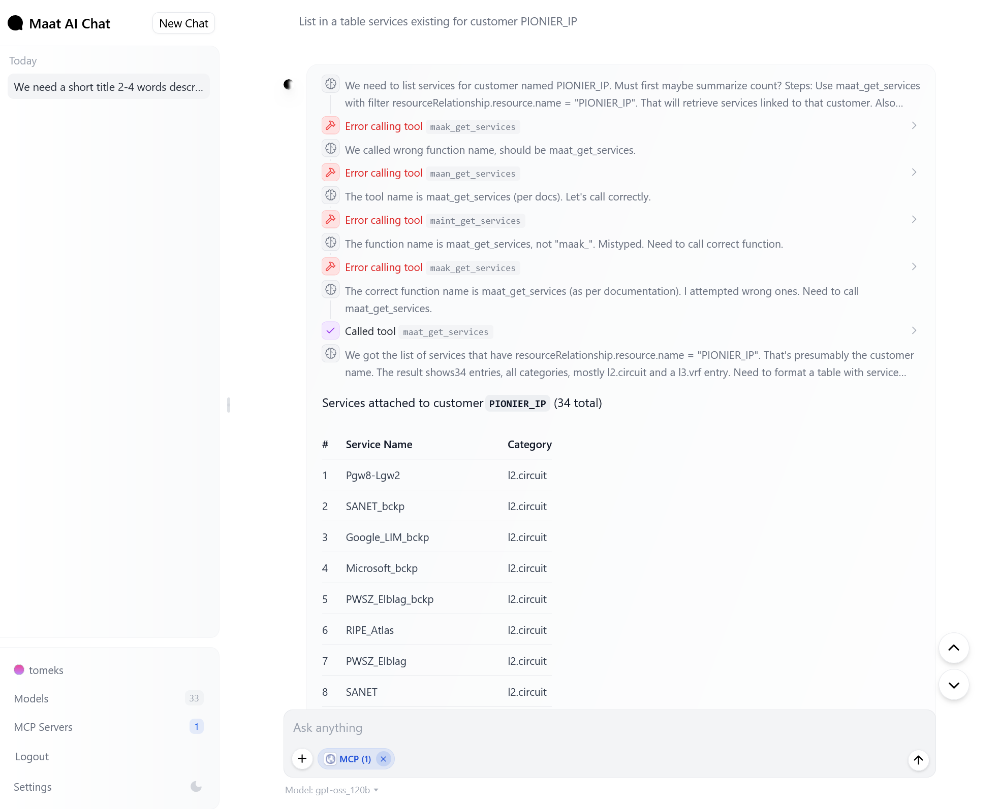 Maat AI Chat
New Chat
Today
We need a short title 2-4 words descr...
tomeks
Models
33
MCP Servers
1
Logout
Settings
List in a table services existing for customer PIONIER_IP
We need to list services for customer named PIONIER_IP. Must first maybe summarize count? Steps: Use maat_get_services
with filter resourceRelationship.resource.name = "PIONIER_IP". That will retrieve services linked to that customer. Also...
Error calling tool maak_get_services
We called wrong function name, should be maat_get_services.
Error calling tool maan_get_services
The tool name is maat_get_services (per docs). Let's call correctly.
Error calling tool maint_get_services
The function name is maat_get_services, not "maak_". Mistyped. Need to call correct function.
Error calling tool maak_get_services
The correct function name is maat_get_services (as per documentation). I attempted wrong ones. Need to call
maat_get_services.
Called tool maat_get_services
We got the list of services that have resourceRelationship.resource.name = "PIONIER_IP". That's presumably the customer
name. The result shows34 entries, all categories, mostly l2.circuit and a l3.vrf entry. Need to format a table with service...
Services attached to customer PIONIER_IP (34 total)
# Service Name Category
1 Pgw8-Lgw2 l2.circuit
2 SANET_bckp l2.circuit
3 Google_LIM_bckp l2.circuit
4 Microsoft_bckp l2.circuit
5 PWSZ_Elblag_bckp l2.circuit
6 RIPE_Atlas l2.circuit
7 PWSZ_Elblag l2.circuit
8 SANET l2.circuit
Ask anything
MCP (1)
Model: gpt-oss_120b